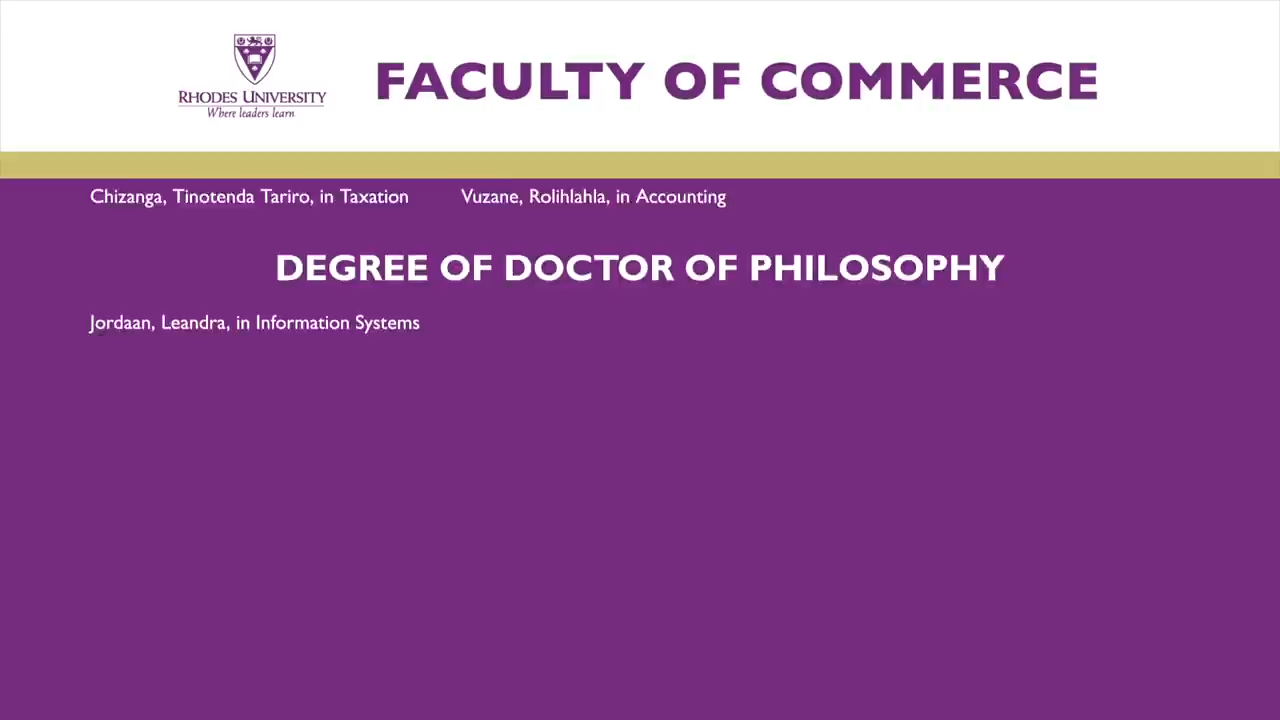 RHODES UNIVERSITY
Where leaders learn
FACULTY OF COMMERCE
Chizanga, Tinotenda Tariro, in Taxation
Vuzane, Rolihlahla, in Accounting
DEGREE OF DOCTOR OF PHILOSOPHY
Jordaan, Leandra, in Information Systems